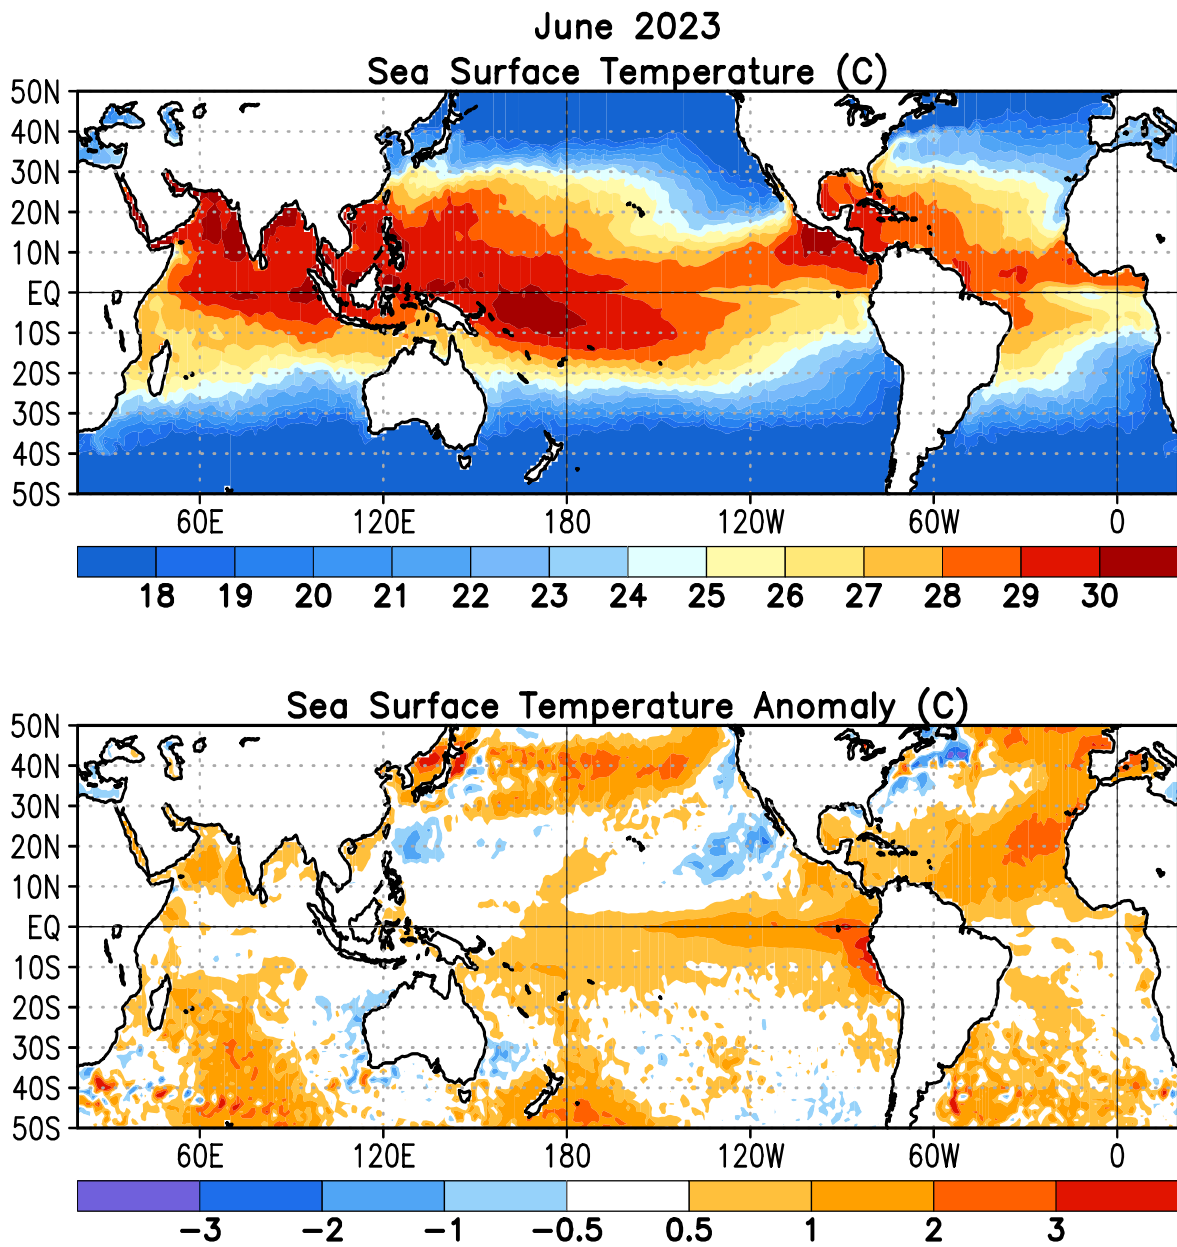 June 2023
Sea Surface Temperature (C)
50N
40N
30N
20N
10N
EQ
10S
20S
30S
40S
50S
60E 120E 180 120W 60W 0
18 19 20 21 22 23 24 25 26 27 28 29 30
Sea Surface Temperature Anomaly (C)
50N
40N
30N
20N
10N
EQ
10S
20S
30S
40S
50S
60E 120E 180 120W 60W 0
-3 -2 -1 -0.5 0.5 1 2 3